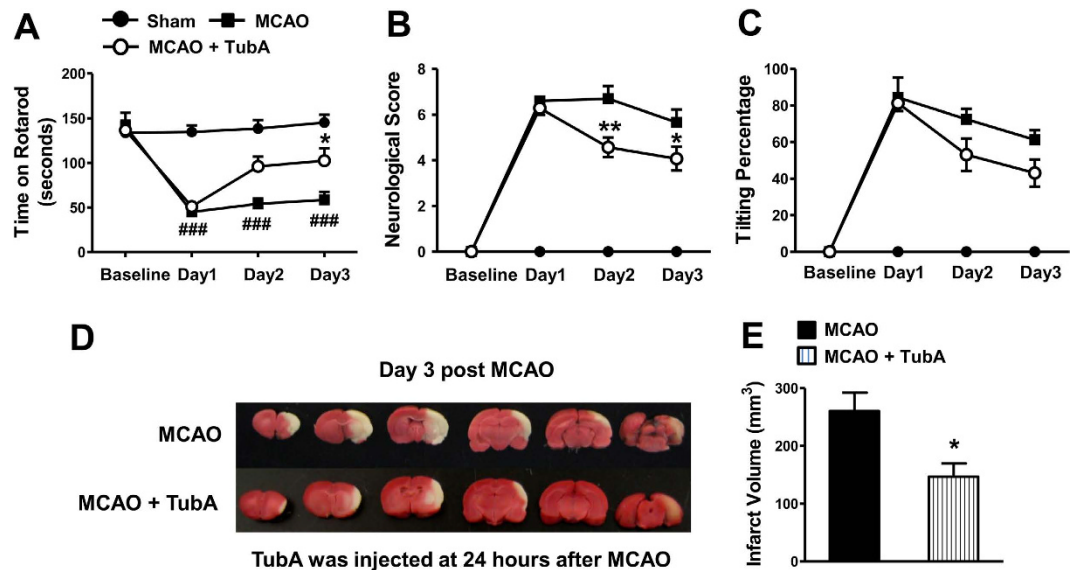 A
Sham
MCAO
MCAO + TubA
Time on Rotarod
(seconds)
200
150
100
50
0
*
### ### ###
Baseline Day1 Day2 Day3
B
Neurological Score
8
6
4
2
0
** *
Baseline Day1 Day2 Day3
C
Tilting Percentage
100
80
60
40
20
0
Baseline Day1 Day2 Day3
D
Day 3 post MCAO
MCAO
MCAO + TubA
TubA was injected at 24 hours after MCAO
E
MCAO
MCAO + TubA
Infarct Volume (mm³)
300
200
100
0
*